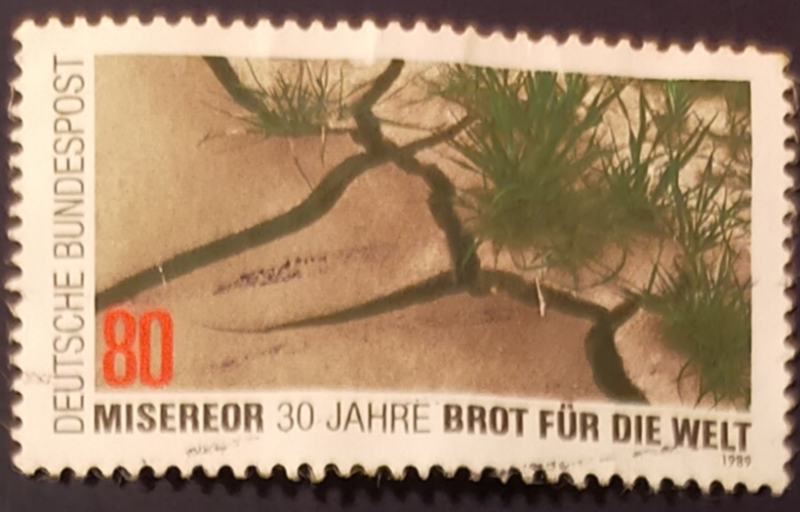 DEUTSCHE BUNDESPOST
80
MISEREOR 30 JAHRE BROT FÜR DIE WELT
1989